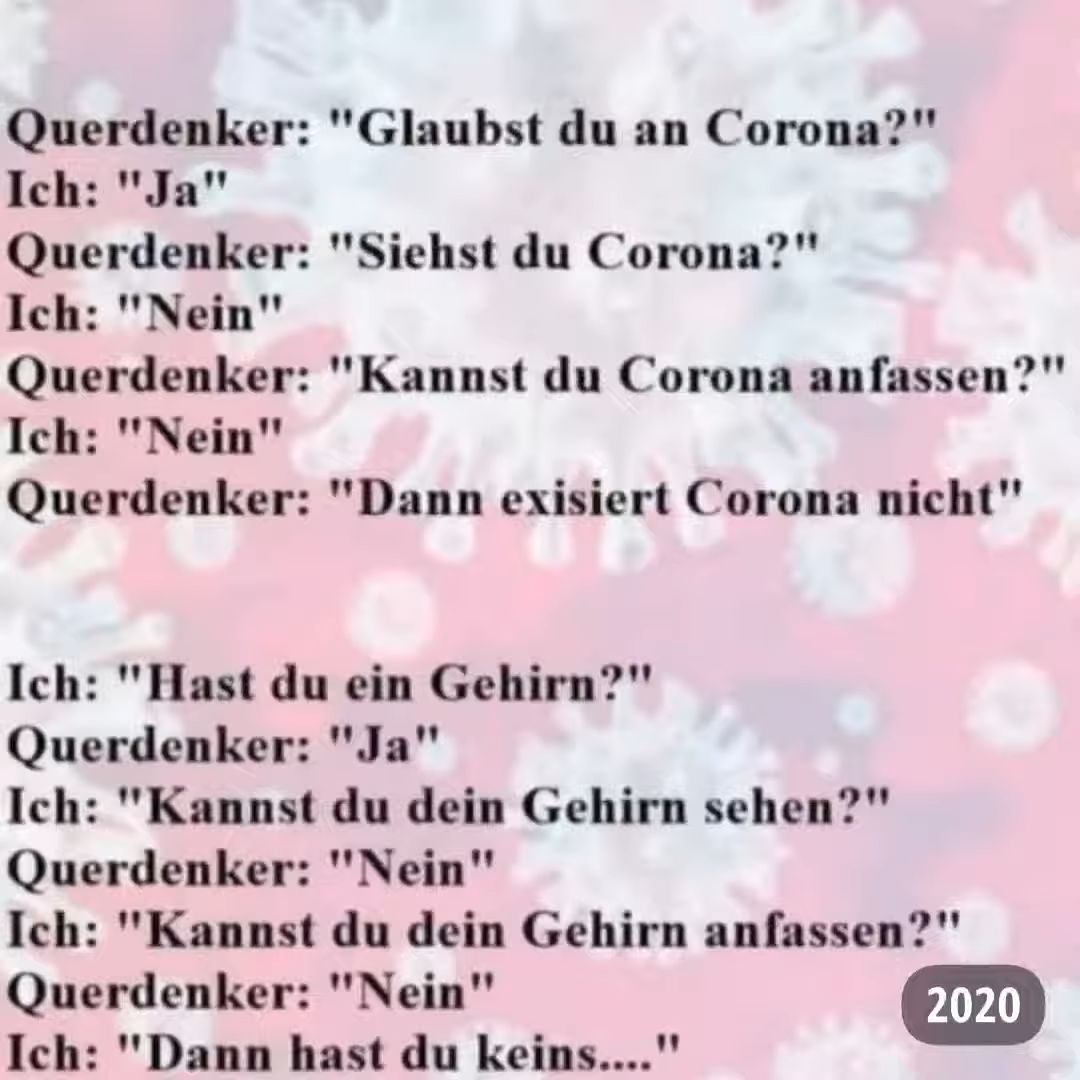 Querdenker: "Glaubst du an Corona?"
Ich: "Ja"
Querdenker: "Siehst du Corona?"
Ich: "Nein"
Querdenker: "Kannst du Corona anfassen?"
Ich: "Nein"
Querdenker: "Dann exisiert Corona nicht"
Ich: "Hast du ein Gehirn?"
Querdenker: "Ja"
Ich: "Kannst du dein Gehirn sehen?"
Querdenker: "Nein"
Ich: "Kannst du dein Gehirn anfassen?"
Querdenker: "Nein"
Ich: "Dann hast du keins...."
2020